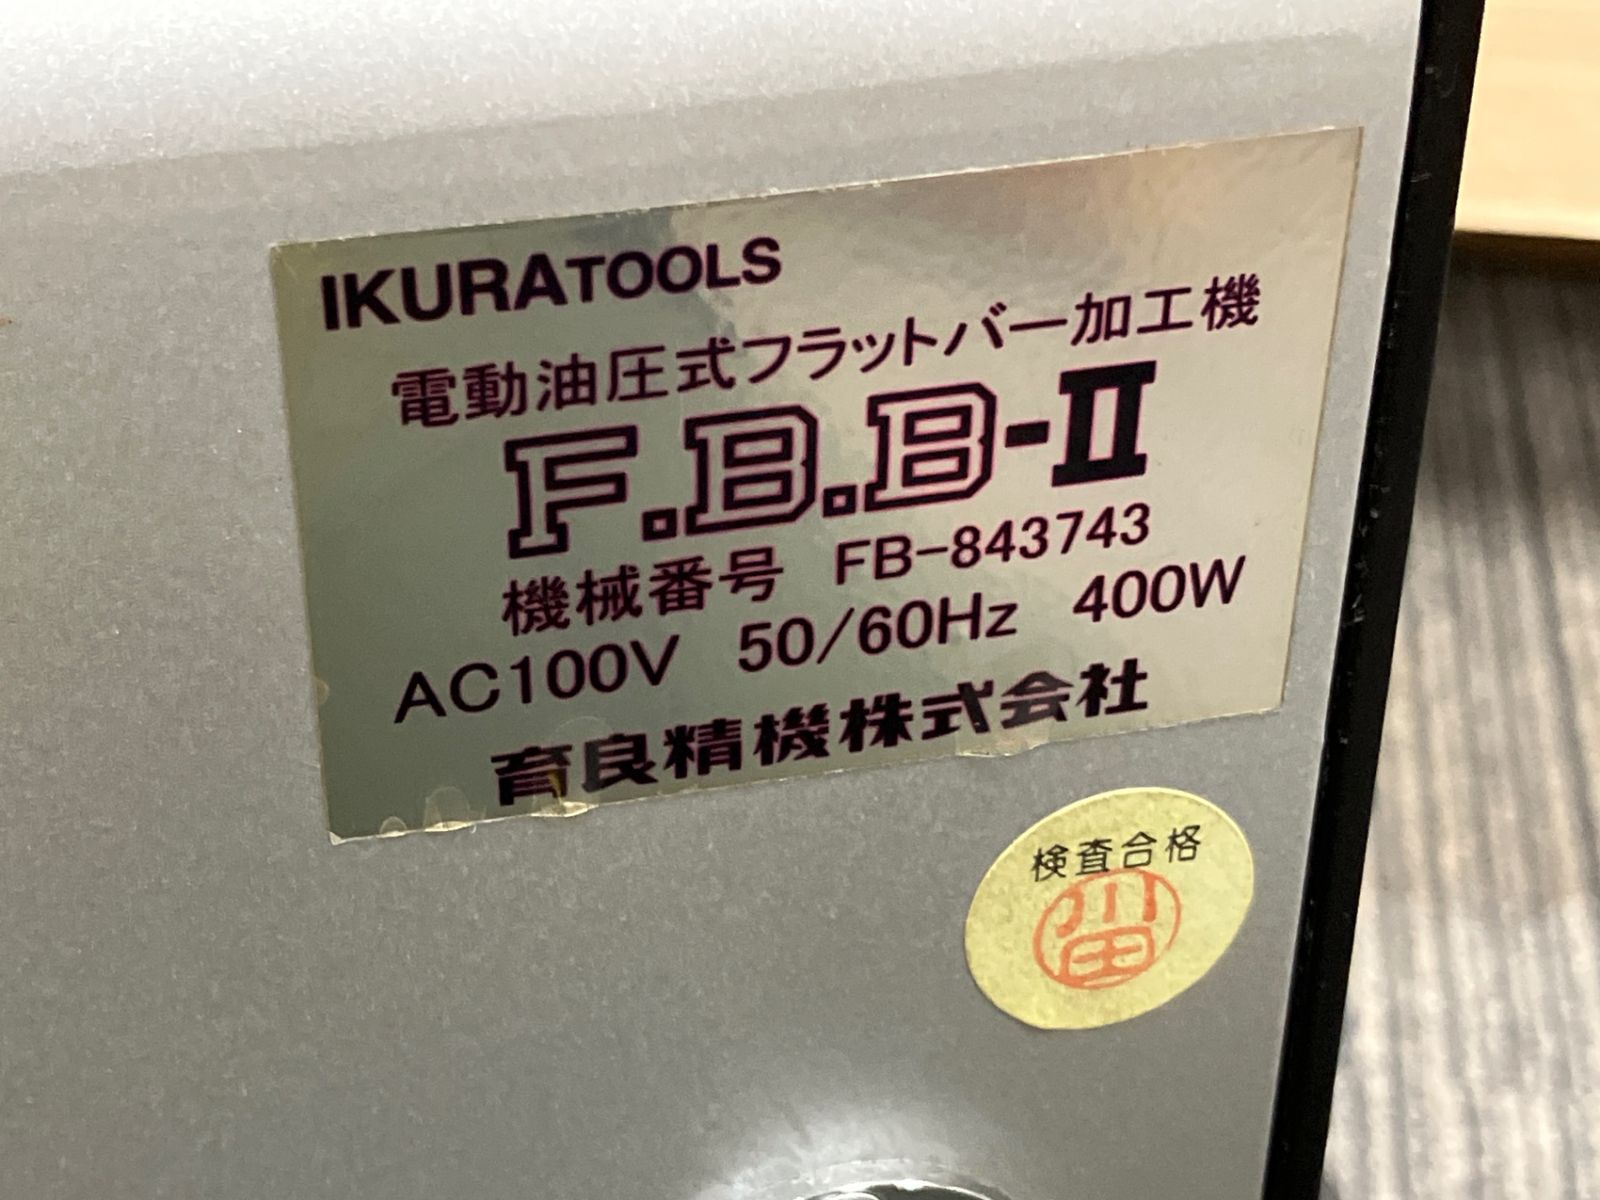 IKURATOOLS
電動油圧式フラットバー加工機
F.B.B-II
機械番号 FB-843743
AC100V 50/60Hz 400W
育良精機株式会社
検査合格
川田